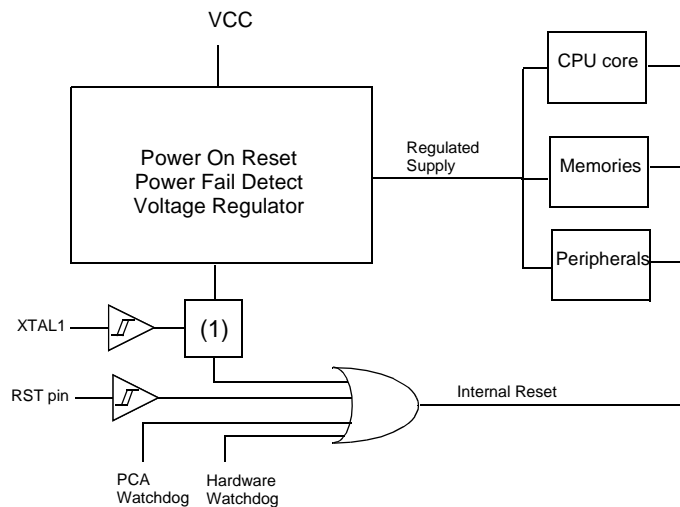 VCC
CPU core
Power On Reset
Power Fail Detect
Voltage Regulator
Regulated
Supply
Memories
Peripherals
XTAL1
(1)
RST pin
Internal Reset
PCA
Watchdog
Hardware
Watchdog